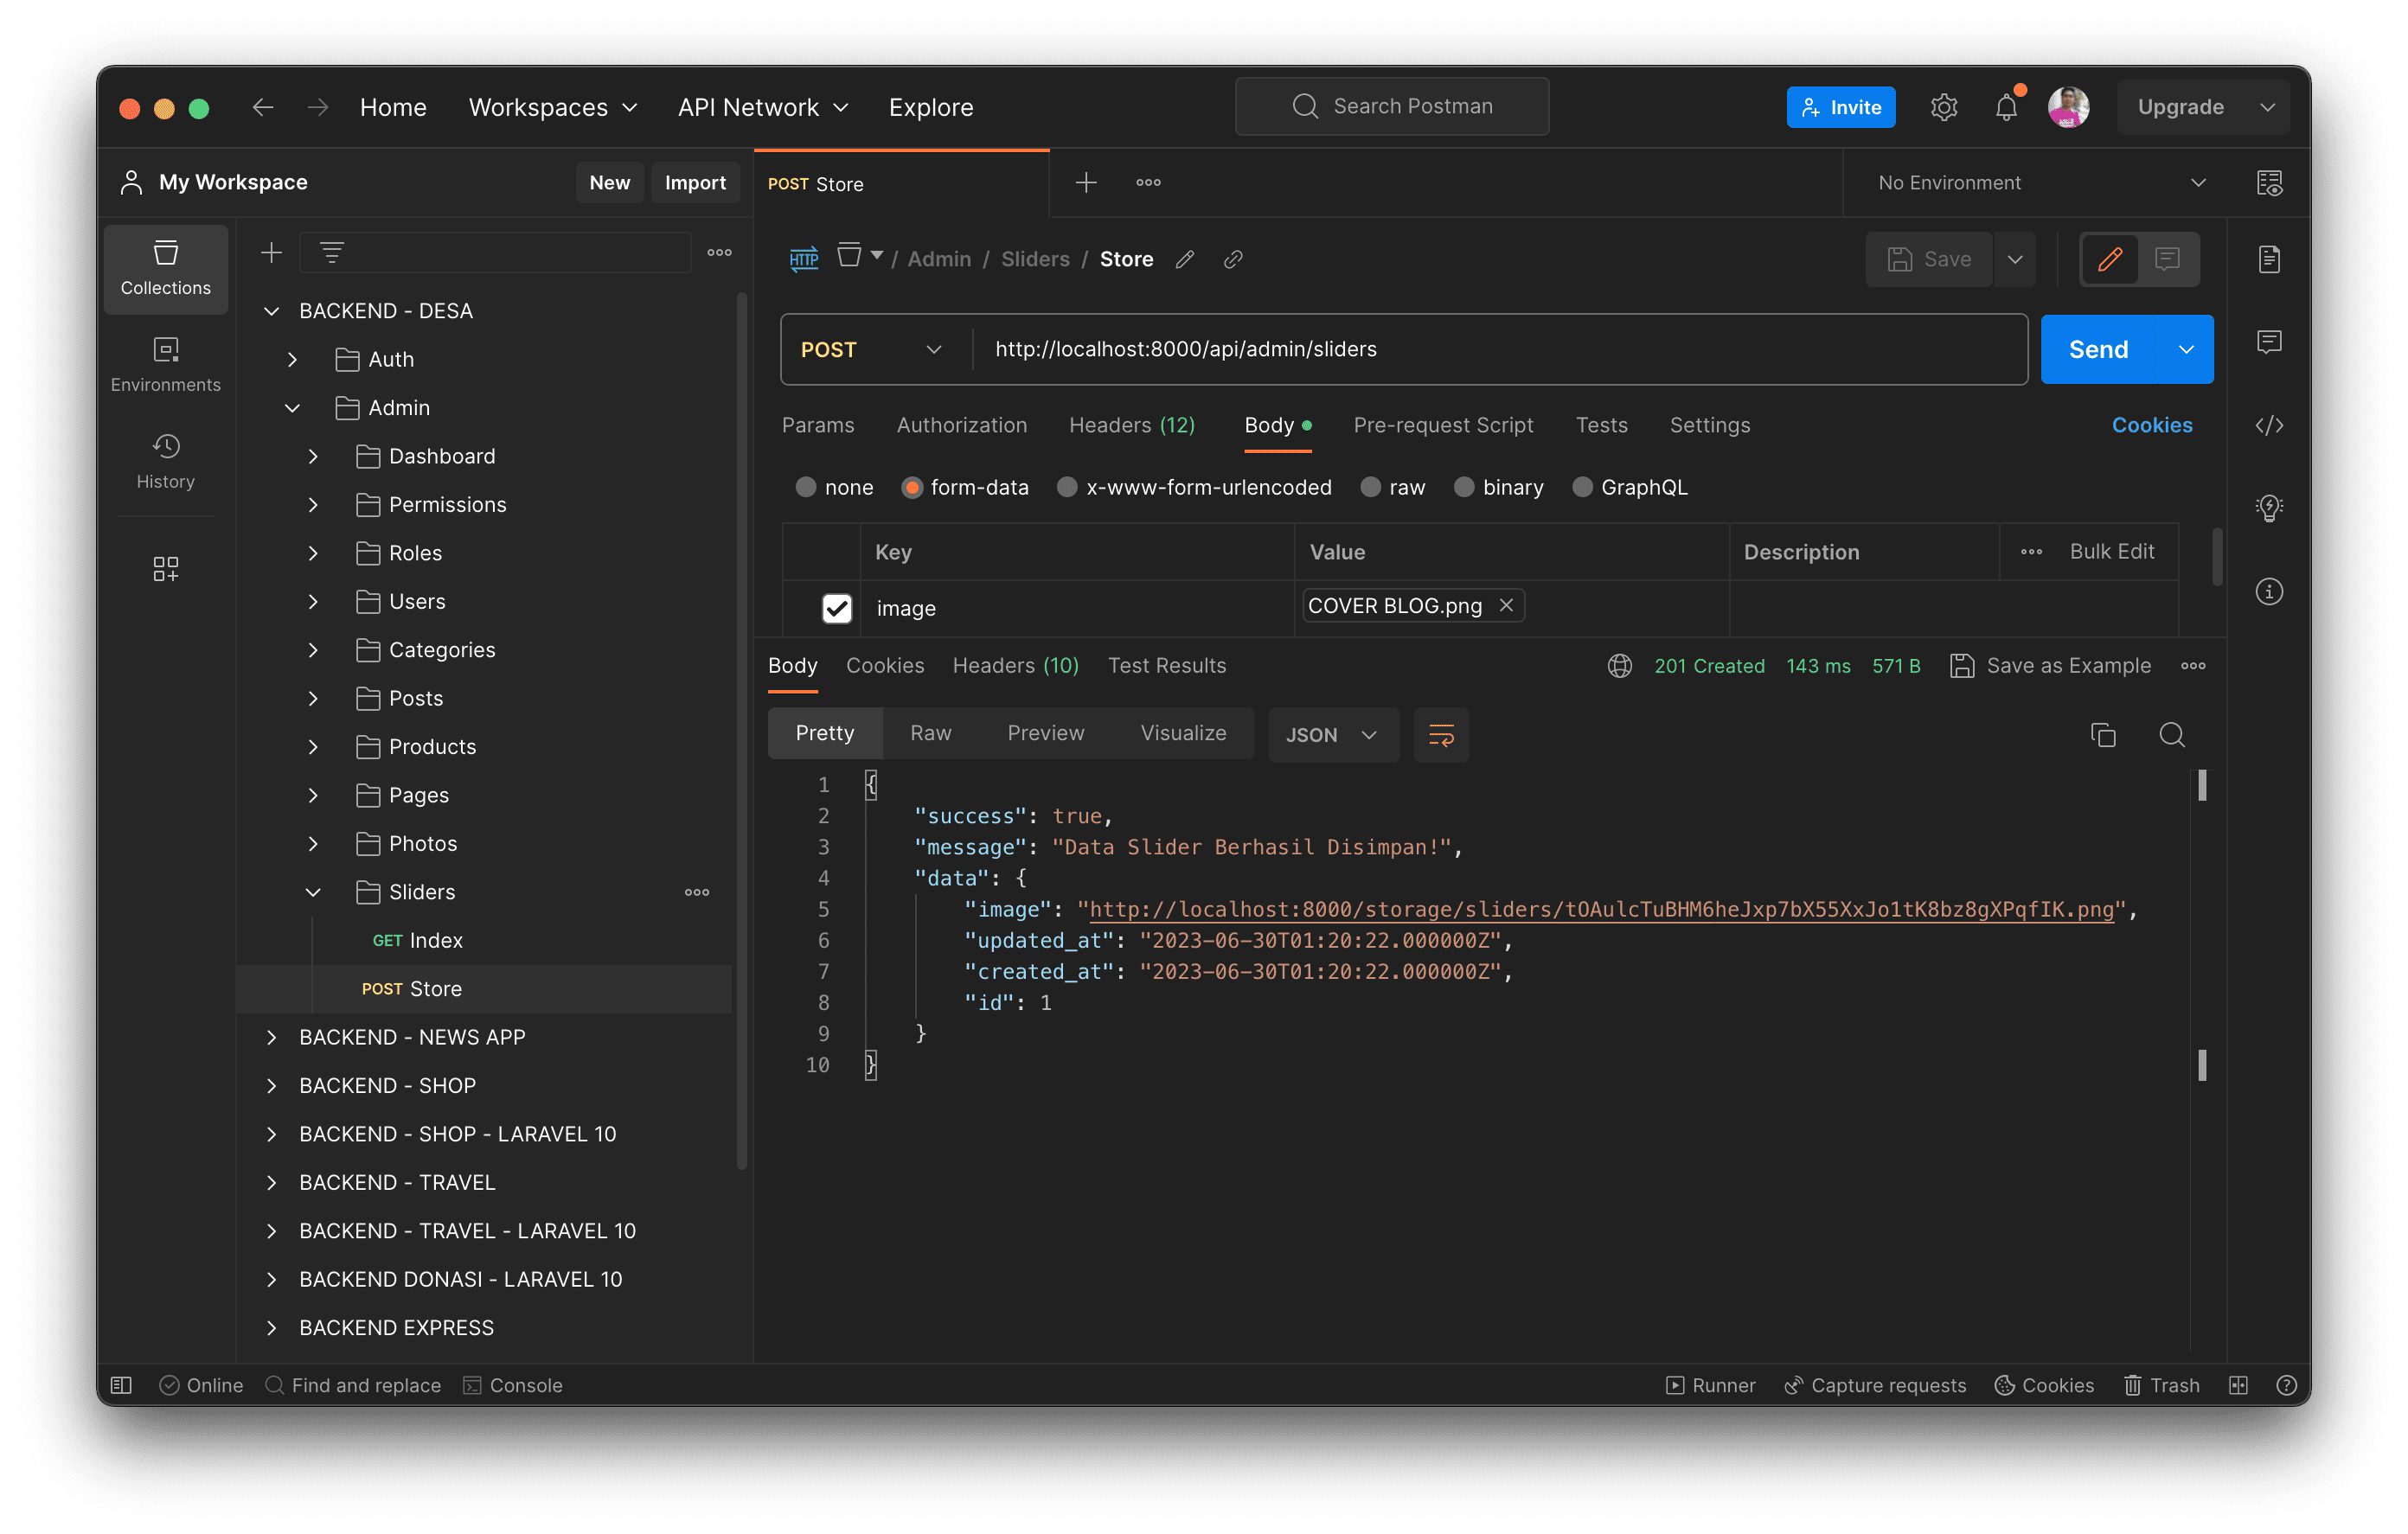 Home Workspaces API Network Explore Search Postman Invite Upgrade
My Workspace New Import POST Store No Environment
Collections
Environments
History
BACKEND - DESA
Auth
Admin
Dashboard
Permissions
Roles
Users
Categories
Posts
Products
Pages
Photos
Sliders
GET Index
POST Store
BACKEND - NEWS APP
BACKEND - SHOP
BACKEND - SHOP - LARAVEL 10
BACKEND - TRAVEL
BACKEND - TRAVEL - LARAVEL 10
BACKEND DONASI - LARAVEL 10
BACKEND EXPRESS
HTTP / Admin / Sliders / Store Save
POST http://localhost:8000/api/admin/sliders Send
Params Authorization Headers (12) Body Pre-request Script Tests Settings Cookies
none form-data x-www-form-urlencoded raw binary GraphQL
Key Value Description Bulk Edit
image COVER BLOG.png
Body Cookies Headers (10) Test Results 201 Created 143 ms 571 B Save as Example
Pretty Raw Preview Visualize JSON
1 {
2 "success": true,
3 "message": "Data Slider Berhasil Disimpan!",
4 "data": {
5 "image": "http://localhost:8000/storage/sliders/tOAulcTuBHM6heJxp7bX55XxJo1tK8bz8gXPqfIK.png",
6 "updated_at": "2023-06-30T01:20:22.000000Z",
7 "created_at": "2023-06-30T01:20:22.000000Z",
8 "id": 1
9 }
10 }
Online Find and replace Console Runner Capture requests Cookies Trash